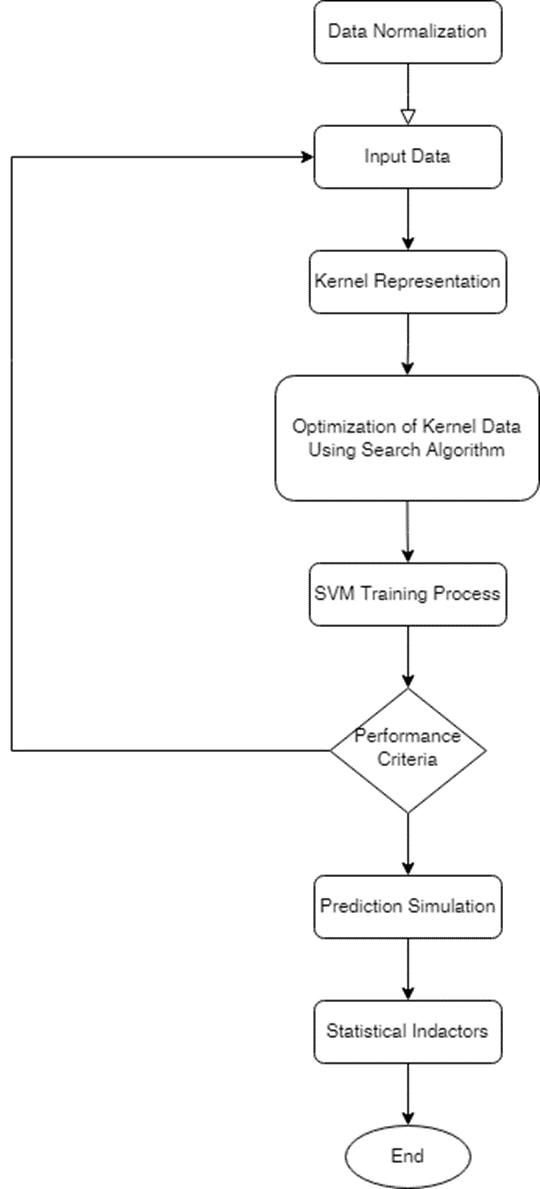 Data Normalization
Input Data
Kernel Representation
Optimization of Kernel Data
Using Search Algorithm
SVM Training Process
Performance
Criteria
Prediction Simulation
Statistical Indactors
End